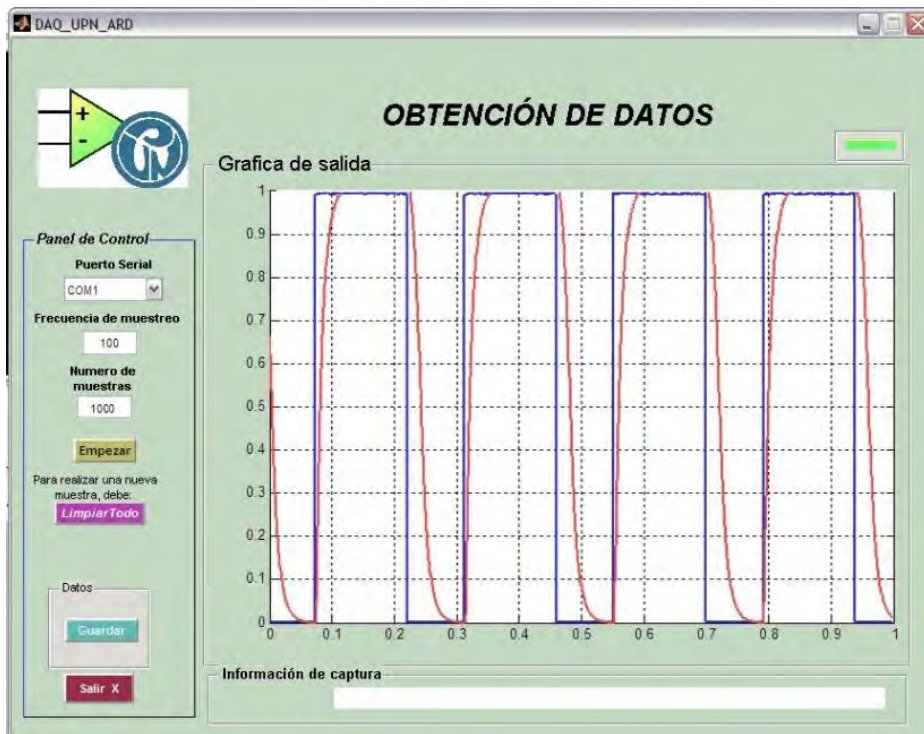 DAQ_UPN_ARD
+
-
OBTENCIÓN DE DATOS
Panel de Control
Puerto Serial
COM1
Frecuencia de muestreo
100
Numero de
muestras
1000
Empezar
Para realizar una nueva
muestra, debe:
LimpiarTodo
Datos
Guardar
Salir X
Grafica de salida
1
0.9
0.8
0.7
0.6
0.5
0.4
0.3
0.2
0.1
0
0 0.1 0.2 0.3 0.4 0.5 0.6 0.7 0.8 0.9 1
Información de captura